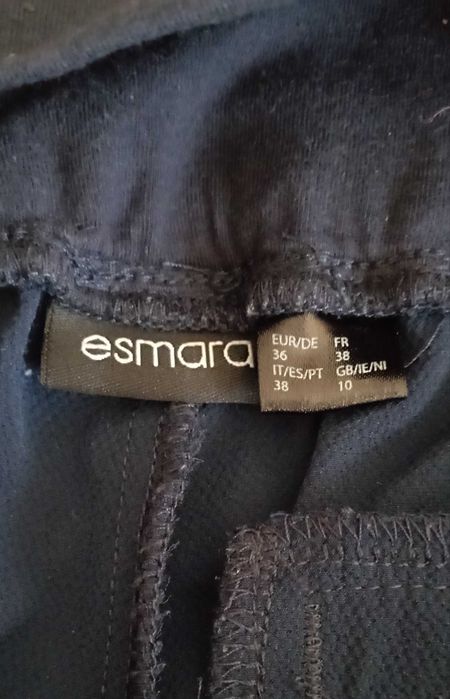 esmara
EUR/DE FR
36 38
IT/ES/PT GB/IE/NI
38 10